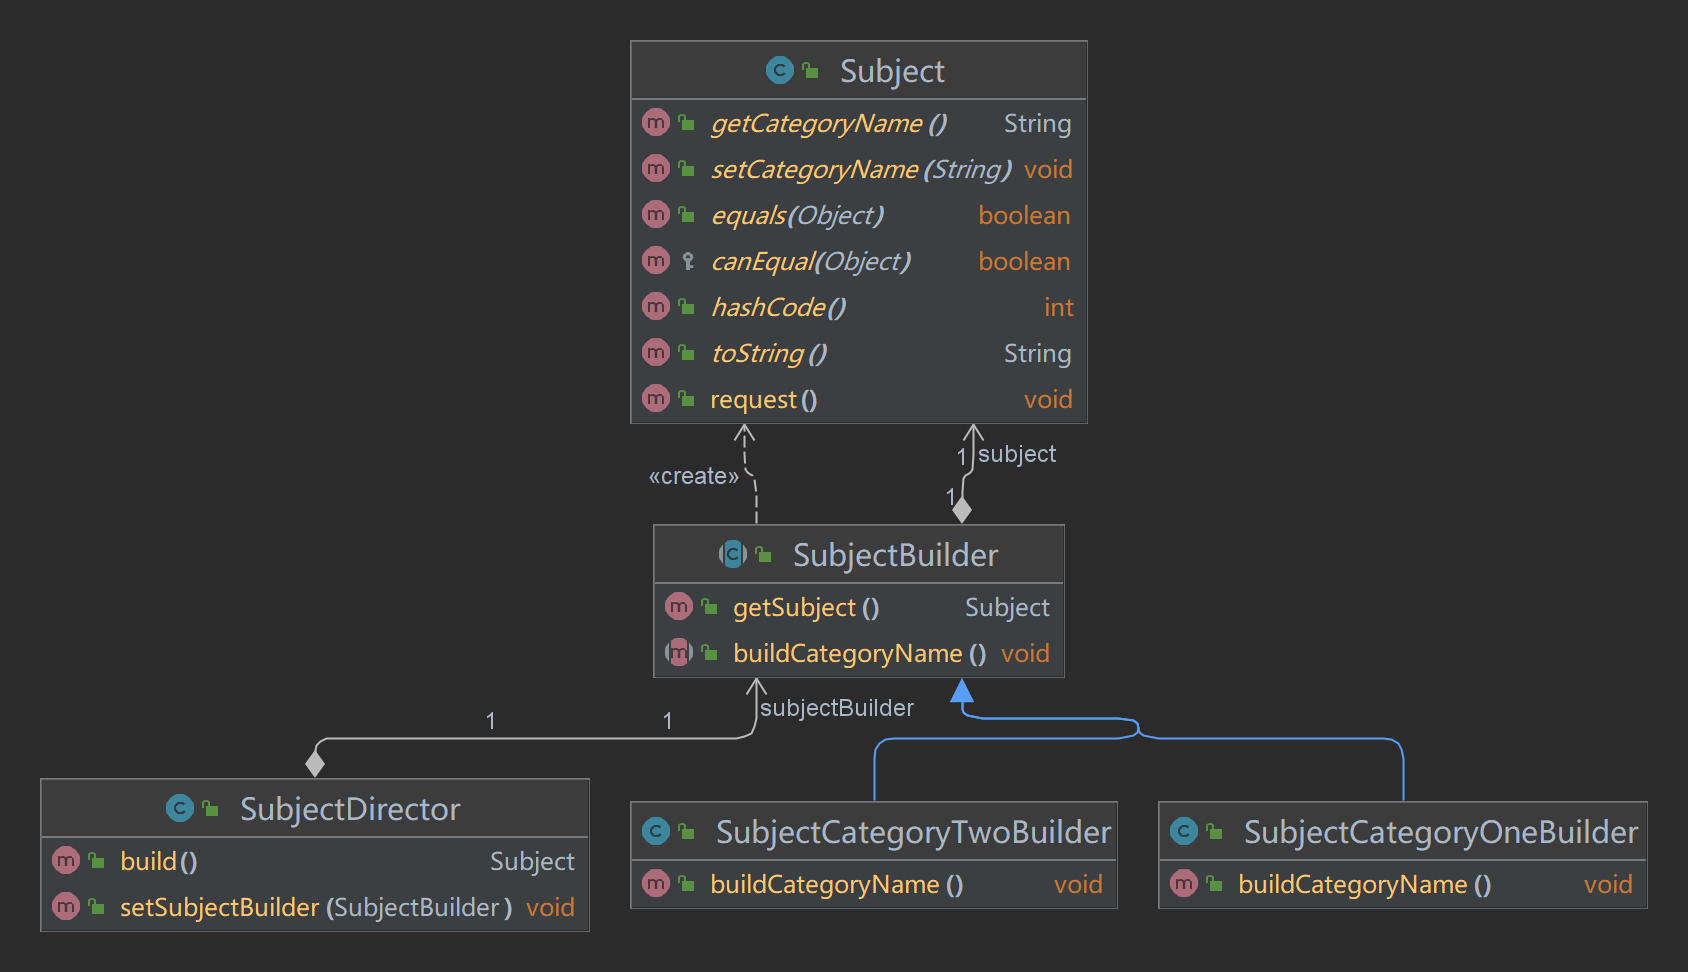 Subject
getCategoryName () String
setCategoryName (String) void
equals(Object) boolean
canEqual(Object) boolean
hashCode() int
toString () String
request () void
«create»
1 subject
1
SubjectBuilder
getSubject () Subject
buildCategoryName () void
1 1 subjectBuilder
SubjectDirector
build() Subject
setSubjectBuilder (SubjectBuilder ) void
SubjectCategoryTwoBuilder
buildCategoryName () void
SubjectCategoryOneBuilder
buildCategoryName () void